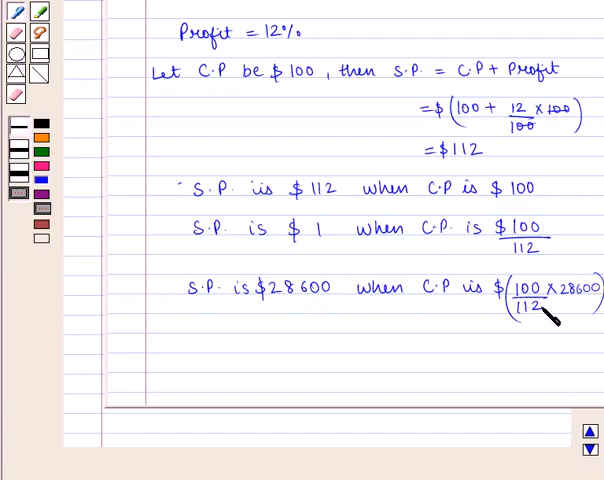 Profit = 12%
Let C.P be $100, then S.P. = C.P + Profit
= $(100 + 12/100 × 100)
= $112
S.P. iis $112 when C.P is $100
S.P. is $ 1 when C.P. is $100/112
S.P. is $28600 when C.P is $(100/112 × 28600)